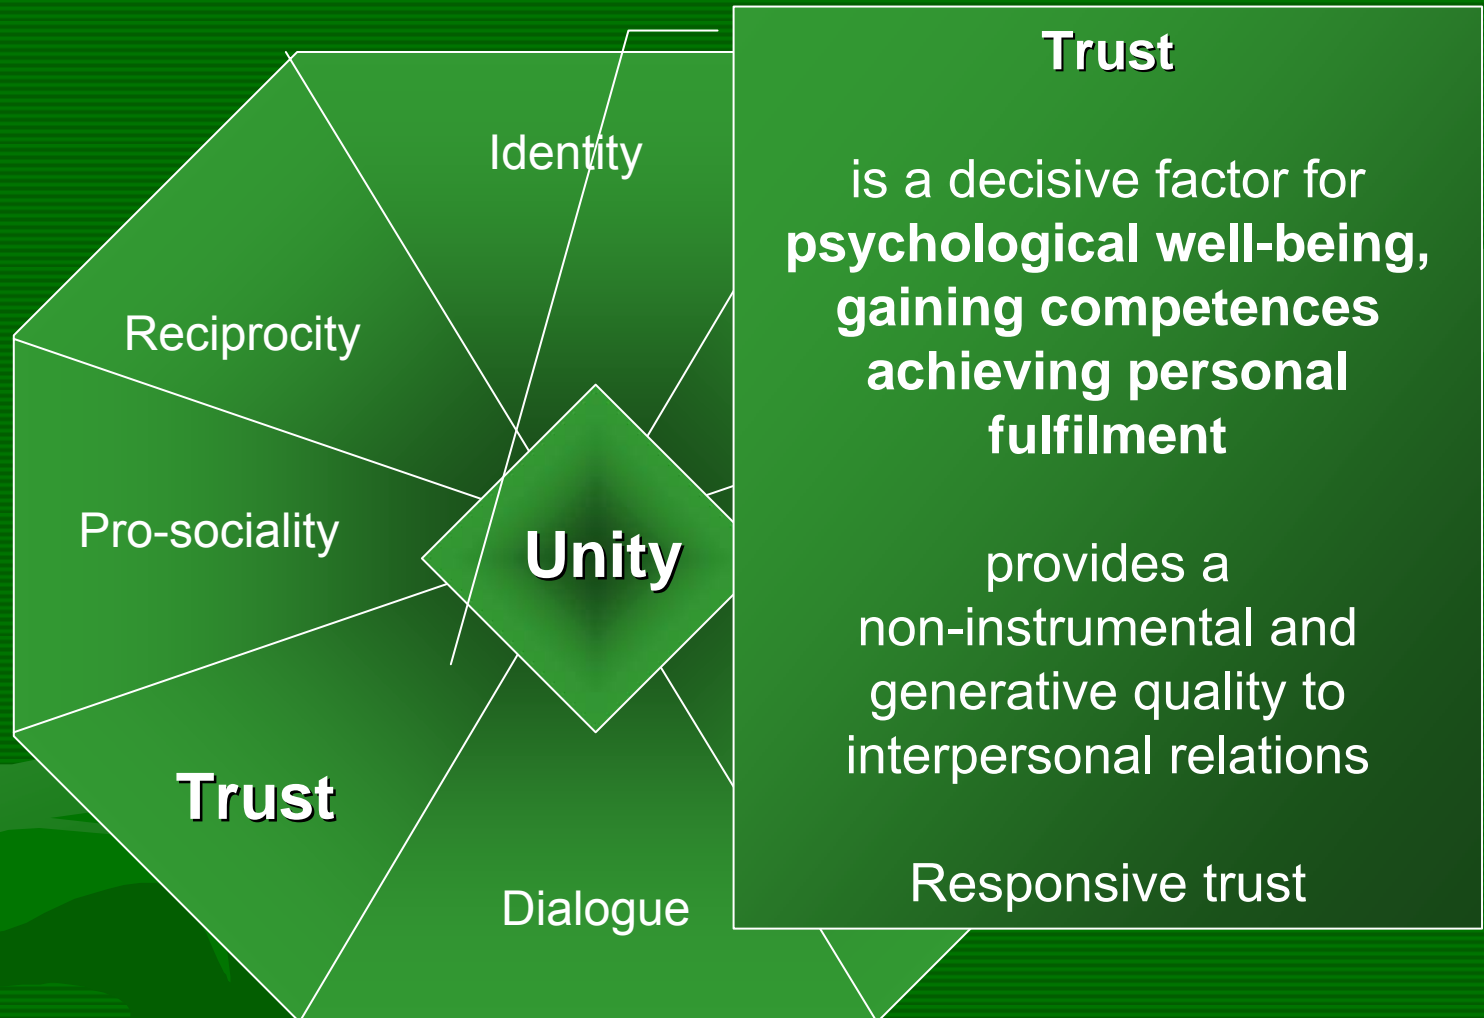 Identity
Reciprocity
Pro-sociality
Unity
Trust
Dialogue
Trust
is a decisive factor for
psychological well-being,
gaining competences
achieving personal
fulfilment
provides a
non-instrumental and
generative quality to
interpersonal relations
Responsive trust